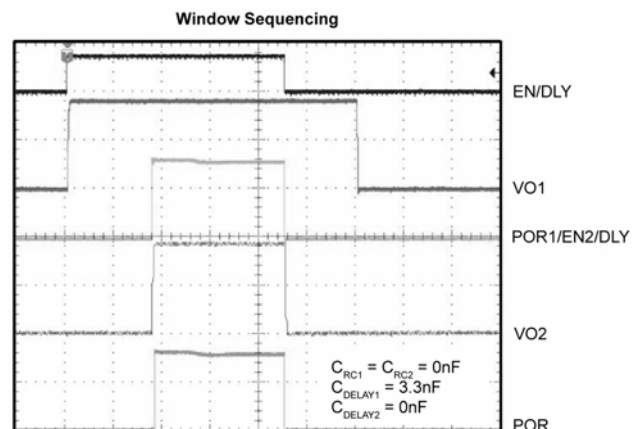 Window Sequencing
EN/DLY
VO1
POR1/EN2/DLY
VO2
C_RC1 = C_RC2 = 0nF
C_DELAY1 = 3.3nF
C_DELAY2 = 0nF
POR